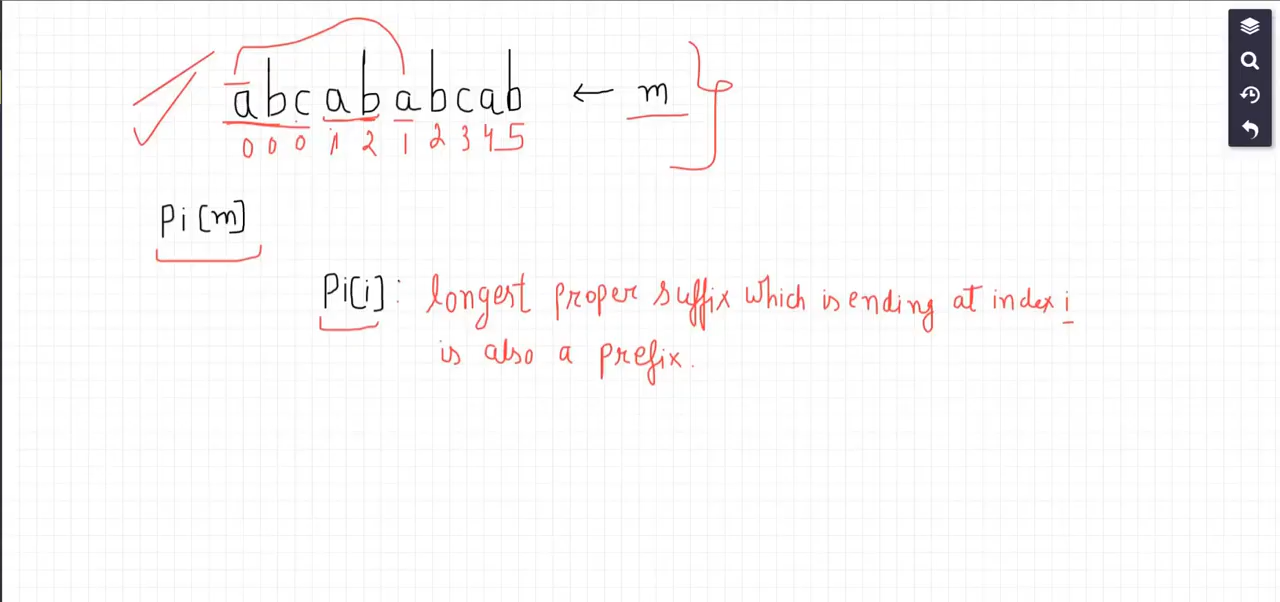 abcababcab ← m
0 0 0 1 2 1 2 3 4 5
Pi[m]
Pi[i] : longest proper suffix which is ending at index i
is also a prefix.